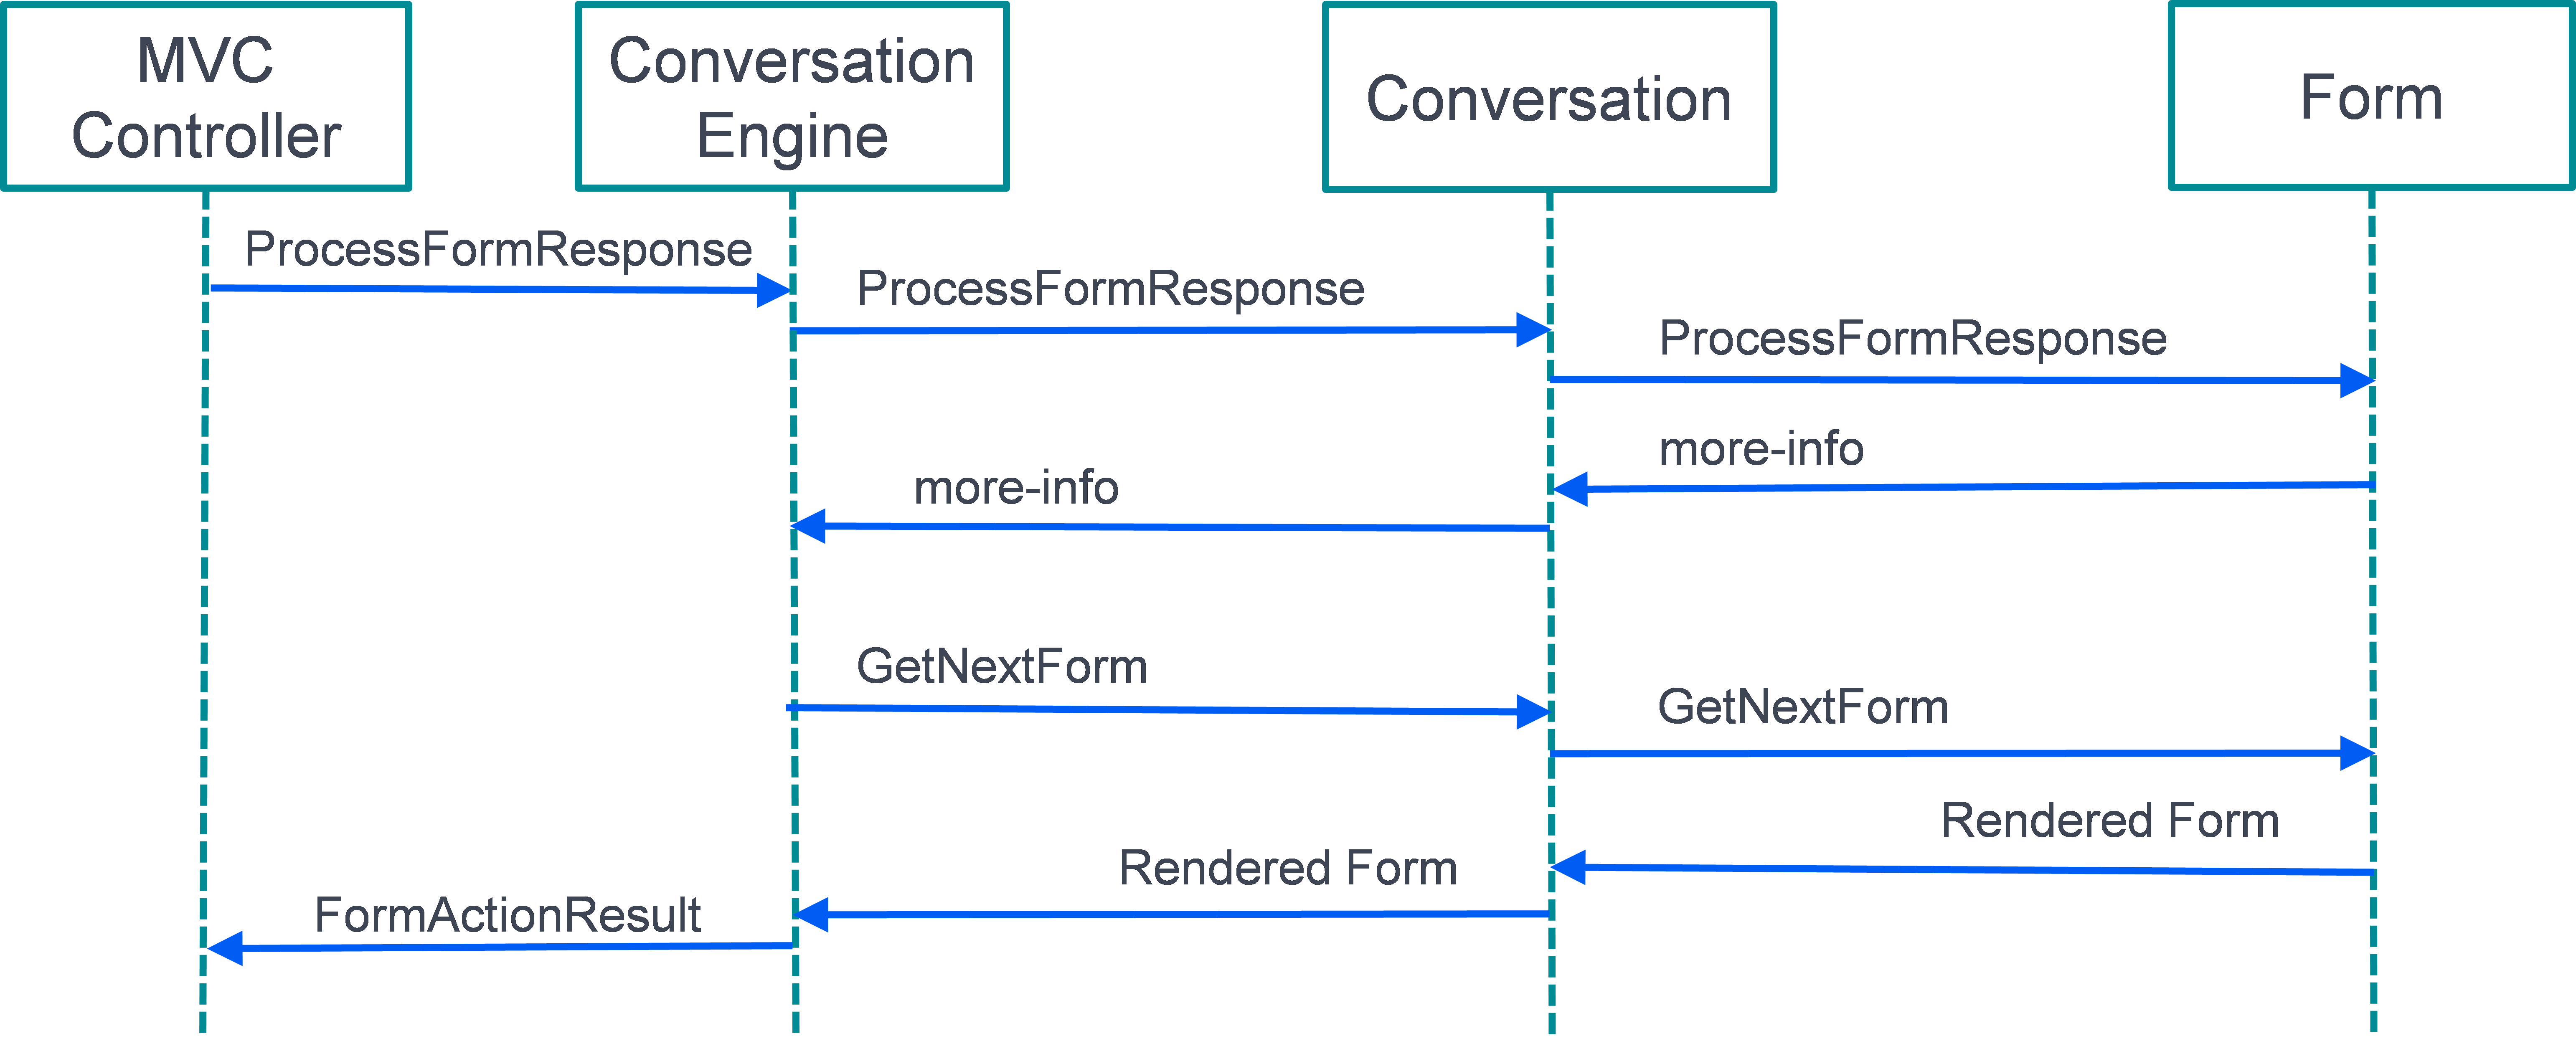 MVC
Controller
Conversation
Engine
Conversation
Form
ProcessFormResponse
ProcessFormResponse
ProcessFormResponse
more-info
more-info
GetNextForm
GetNextForm
Rendered Form
Rendered Form
FormActionResult